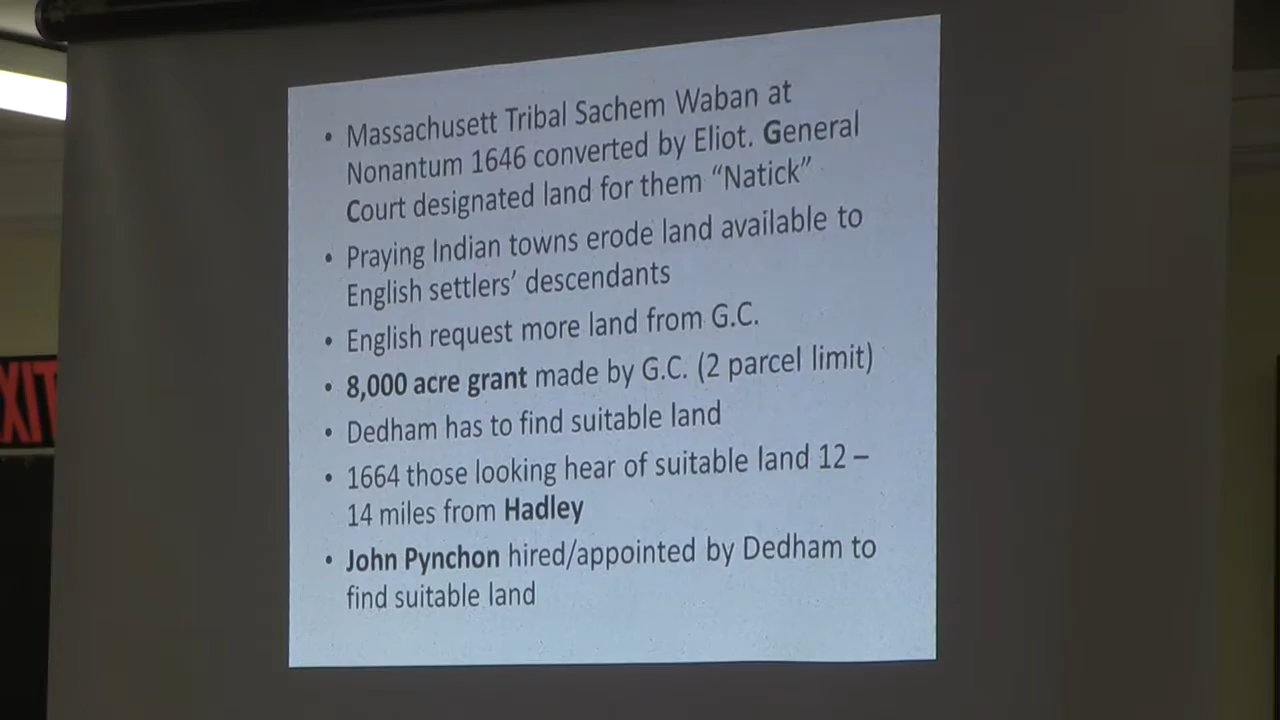 • Massachusett Tribal Sachem Waban at
Nonantum 1646 converted by Eliot. General
Court designated land for them “Natick”
• Praying Indian towns erode land available to
English settlers’ descendants
• English request more land from G.C.
• 8,000 acre grant made by G.C. (2 parcel limit)
• Dedham has to find suitable land
• 1664 those looking hear of suitable land 12 –
14 miles from Hadley
• John Pynchon hired/appointed by Dedham to
find suitable land
XIT